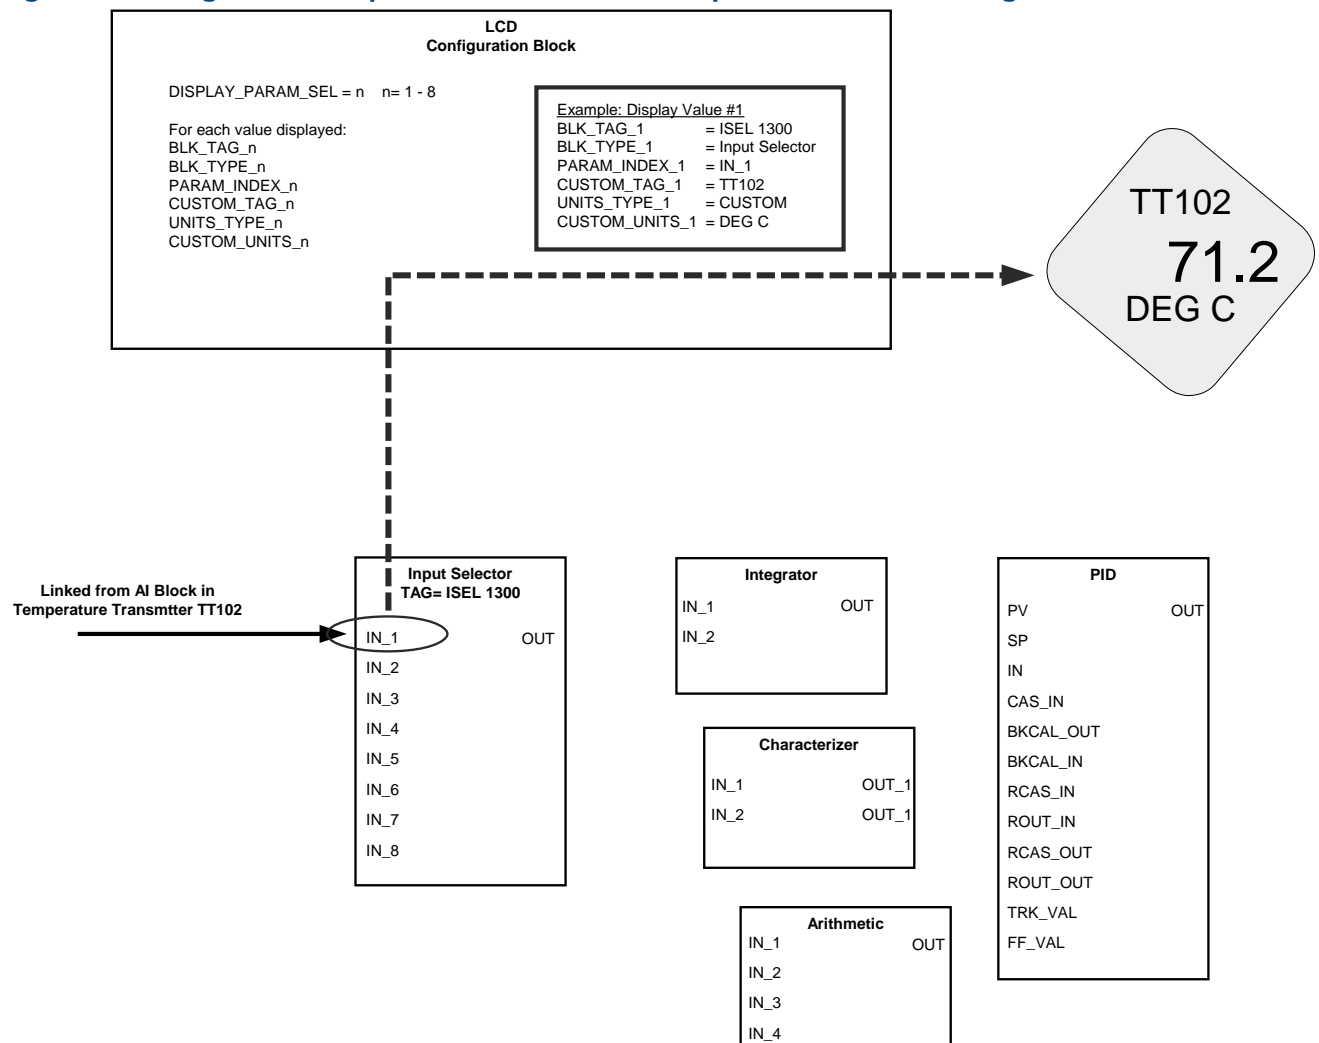 LCD
Configuration Block
DISPLAY_PARAM_SEL = n n= 1 - 8
For each value displayed:
BLK_TAG_n
BLK_TYPE_n
PARAM_INDEX_n
CUSTOM_TAG_n
UNITS_TYPE_n
CUSTOM_UNITS_n
Example: Display Value #1
BLK_TAG_1 = ISEL 1300
BLK_TYPE_1 = Input Selector
PARAM_INDEX_1 = IN_1
CUSTOM_TAG_1 = TT102
UNITS_TYPE_1 = CUSTOM
CUSTOM_UNITS_1 = DEG C
TT102
71.2
DEG C
Linked from AI Block in
Temperature Transmtter TT102
Input Selector
TAG= ISEL 1300
IN_1 OUT
IN_2
IN_3
IN_4
IN_5
IN_6
IN_7
IN_8
Integrator
IN_1 OUT
IN_2
Characterizer
IN_1 OUT_1
IN_2 OUT_1
Arithmetic
IN_1 OUT
IN_2
IN_3
IN_4
PID
PV OUT
SP
IN
CAS_IN
BKCAL_OUT
BKCAL_IN
RCAS_IN
ROUT_IN
RCAS_OUT
ROUT_OUT
TRK_VAL
FF_VAL